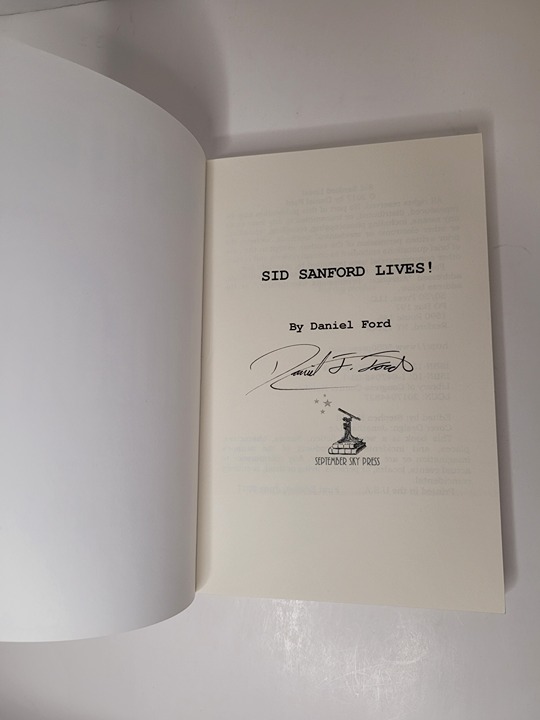 SID SANFORD LIVES!
By Daniel Ford
Daniel F. Ford
SEPTEMBER SKY PRESS